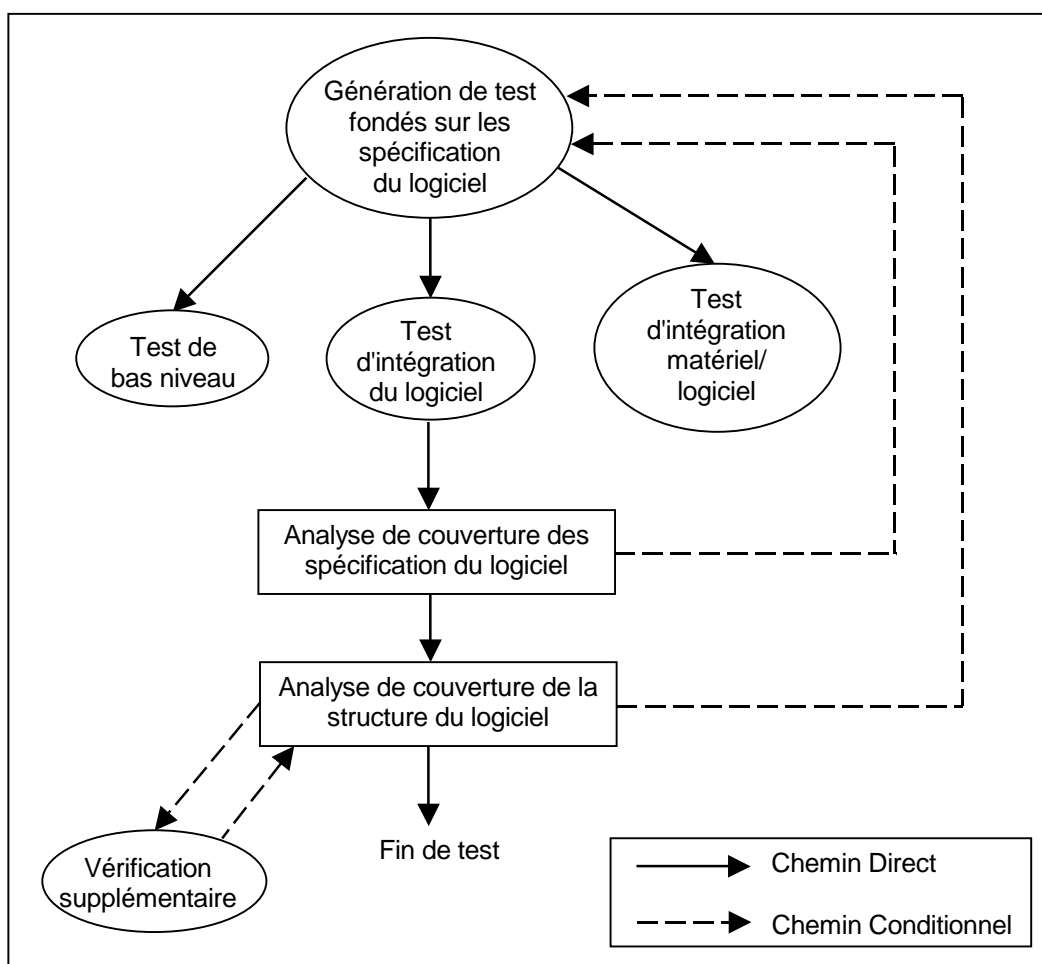 Génération de test
fondés sur les
spécification
du logiciel
Test de
bas niveau
Test
d'intégration
du logiciel
Test
d'intégration
matériel/
logiciel
Analyse de couverture des
spécification du logiciel
Analyse de couverture de la
structure du logiciel
Vérification
supplémentaire
Fin de test
Chemin Direct
Chemin Conditionnel